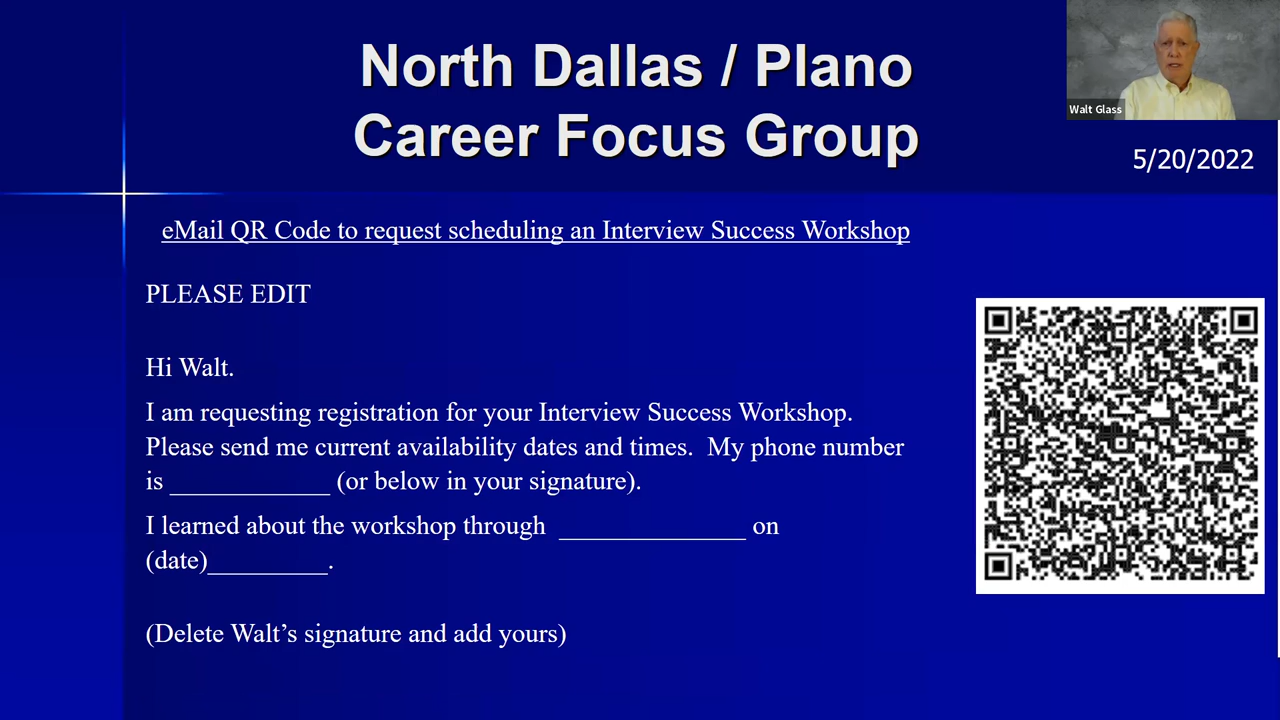 North Dallas / Plano
Career Focus Group
Walt Glass
5/20/2022
eMail QR Code to request scheduling an Interview Success Workshop
PLEASE EDIT
Hi Walt.
I am requesting registration for your Interview Success Workshop.
Please send me current availability dates and times.  My phone number
is ____________ (or below in your signature).
I learned about the workshop through  ______________ on
(date)_________.
(Delete Walt’s signature and add yours)